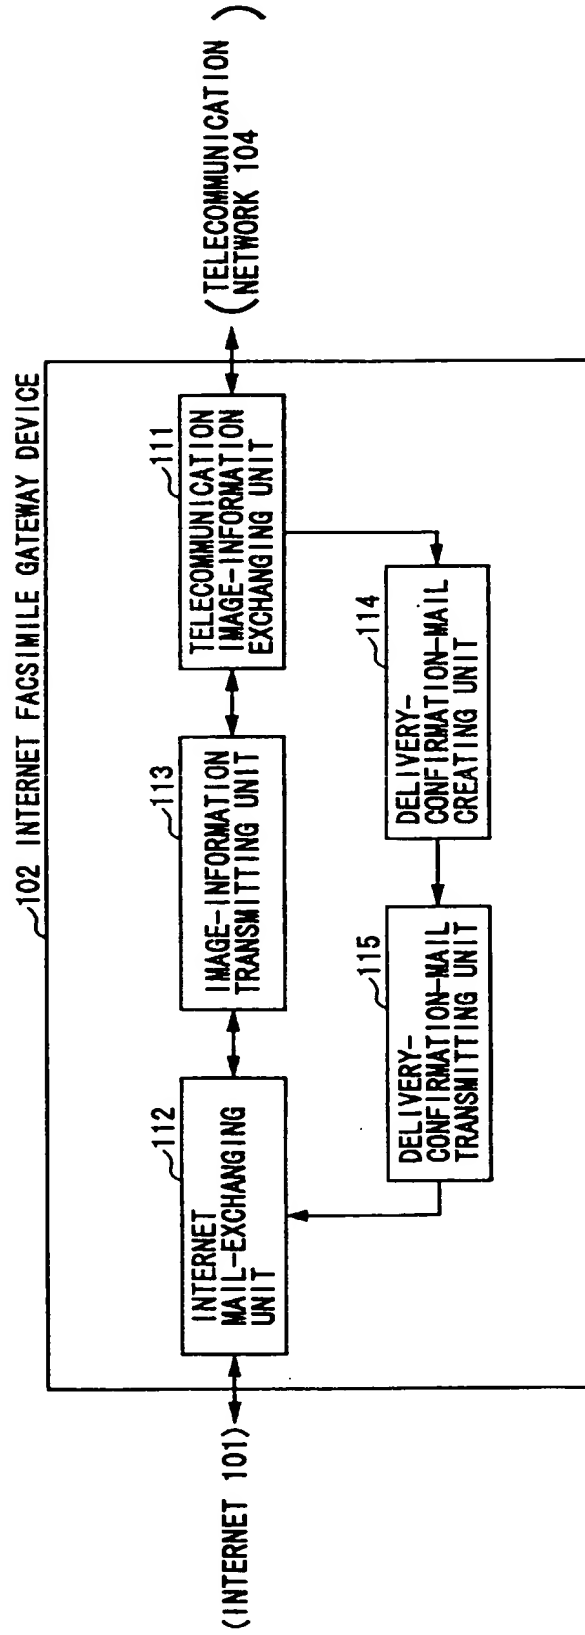 102 INTERNET FACSIMILE GATEWAY DEVICE
(INTERNET 101)
112
INTERNET
MAIL-EXCHANGING
UNIT
113
IMAGE-INFORMATION
TRANSMITTING UNIT
111
TELECOMMUNICATION
IMAGE-INFORMATION
EXCHANGING UNIT
(TELECOMMUNICATION
NETWORK 104)
115
DELIVERY-
CONFIRMATION-MAIL
TRANSMITTING UNIT
114
DELIVERY-
CONFIRMATION-MAIL
CREATING UNIT